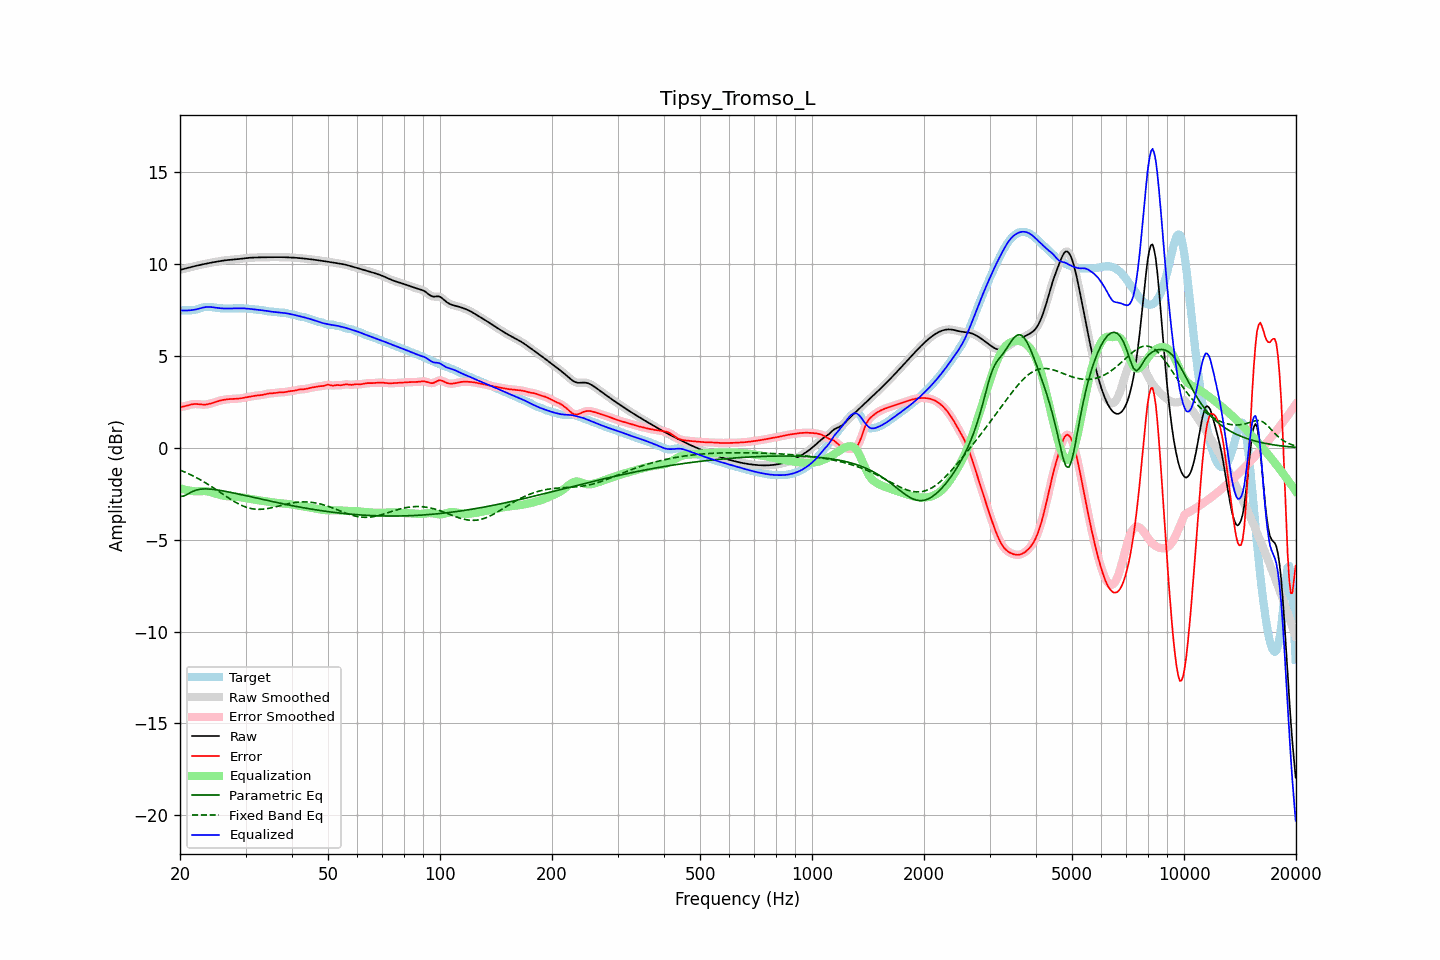 Tipsy_Tromso_L
Amplitude (dBr)
15
10
5
0
−5
−10
−15
−20
Target
Raw Smoothed
Error Smoothed
Raw
Error
Equalization
Parametric Eq
Fixed Band Eq
Equalized
20 50 100 200 500 1000 2000 5000 10000 20000
Frequency (Hz)